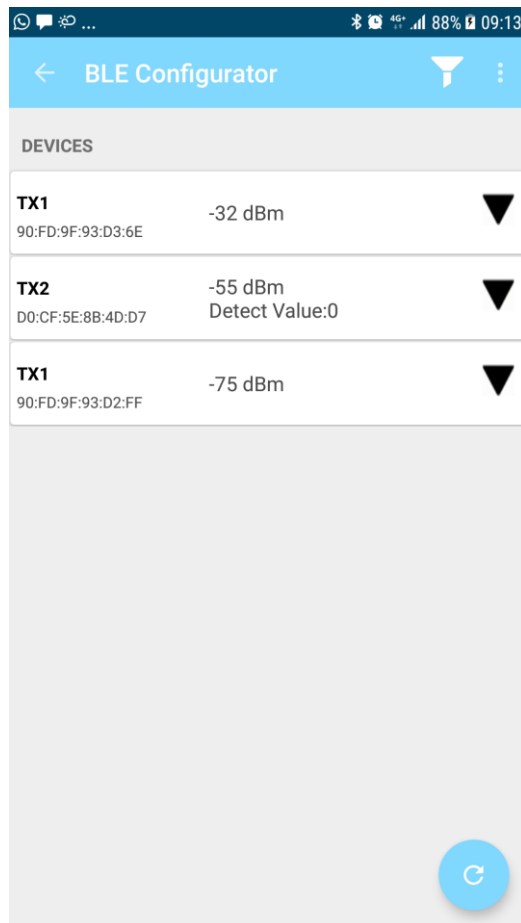 ... 4G+ 88% 09:13
BLE Configurator
DEVICES
TX1
90:FD:9F:93:D3:6E
-32 dBm
TX2
D0:CF:5E:8B:4D:D7
-55 dBm
Detect Value:0
TX1
90:FD:9F:93:D2:FF
-75 dBm